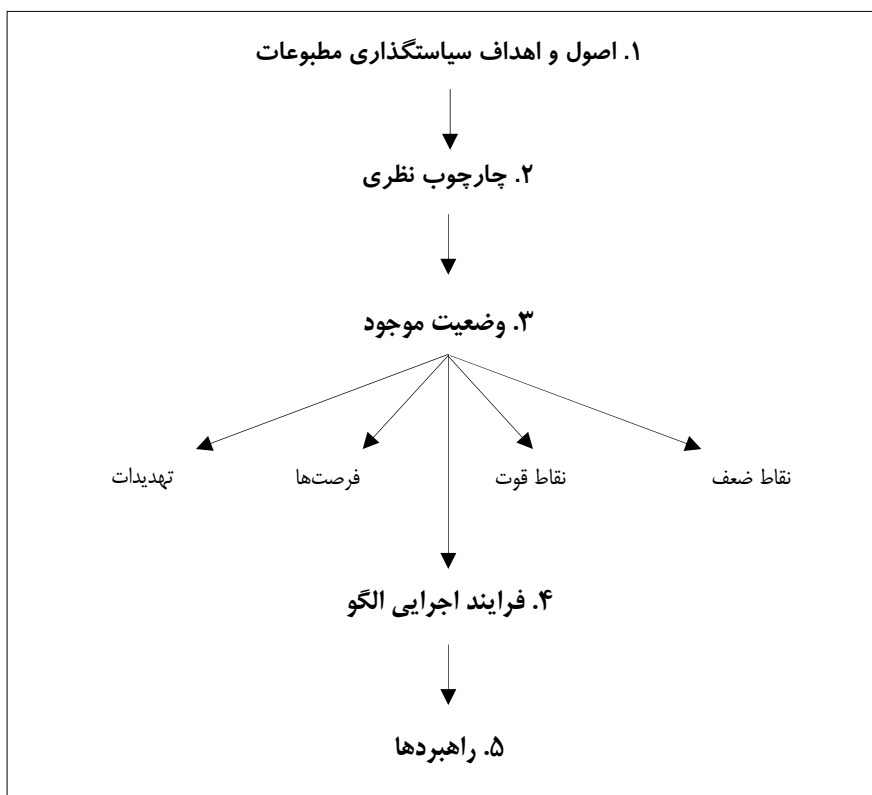 ۱. اصول و اهداف سیاستگذاری مطبوعات
۲. چارچوب نظری
۳. وضعیت موجود
نقاط ضعف نقاط قوت فرصت‌ها تهدیدات
۴. فرایند اجرایی الگو
۵. راهبردها